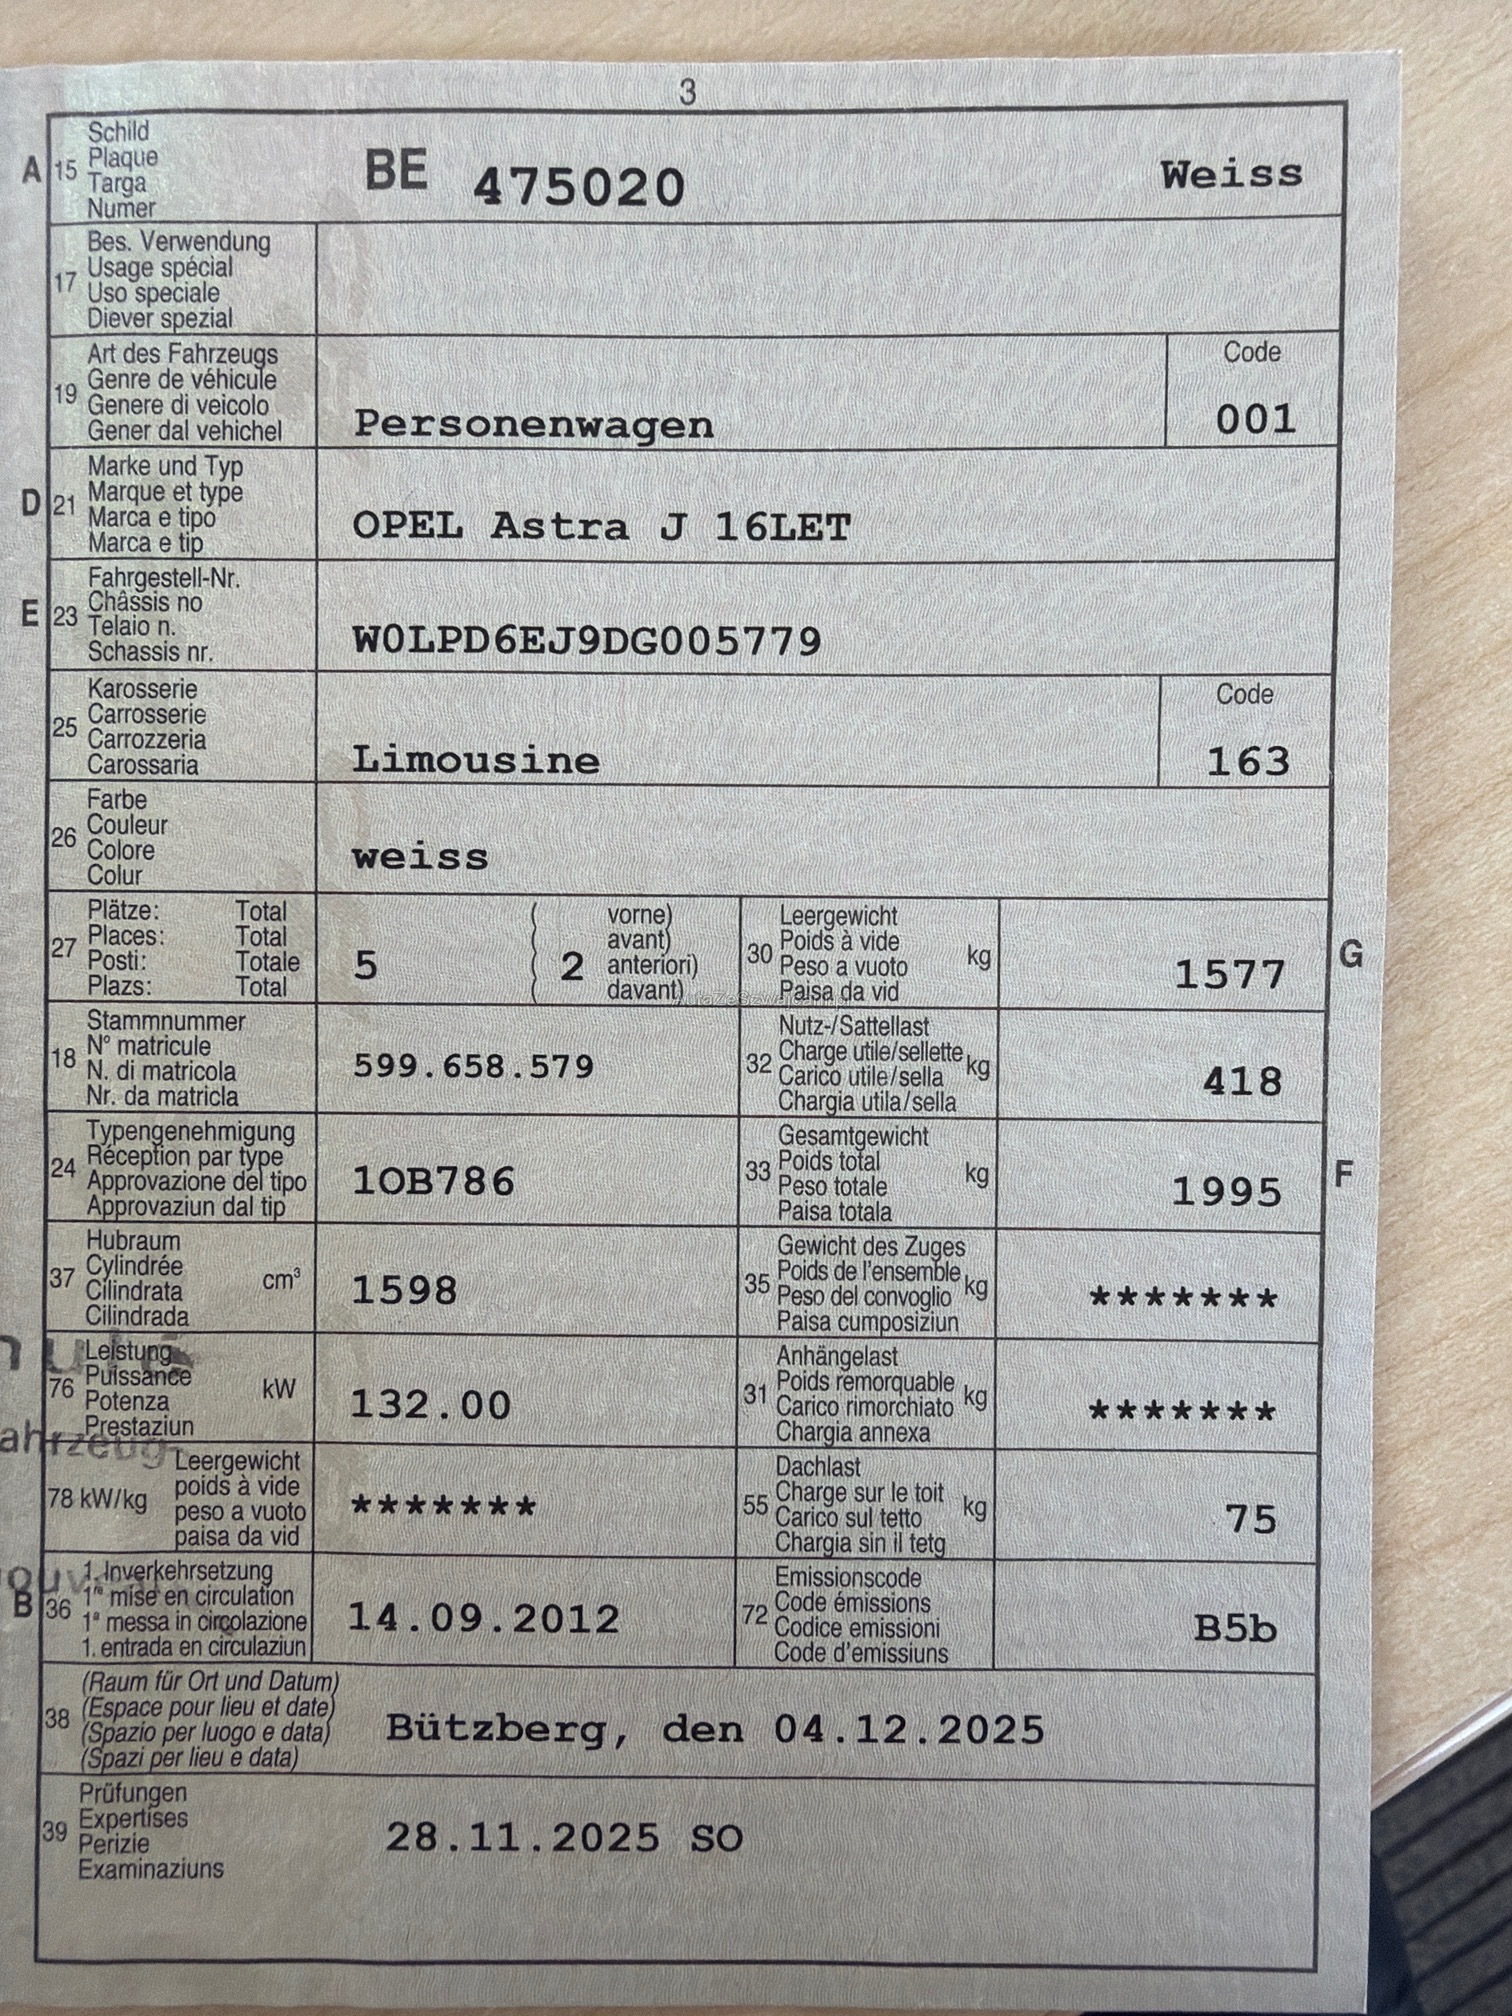 3
A 15 Schild
Plaque
Targa
Numer
BE 475020 Weiss
17 Bes. Verwendung
Usage spécial
Uso speciale
Diever spezial
19 Art des Fahrzeugs
Genre de véhicule
Genere di veicolo
Gener dal vehichel
Personenwagen
Code
001
D 21 Marke und Typ
Marque et type
Marca e tipo
Marca e tip
OPEL Astra J 16LET
E 23 Fahrgestell-Nr.
Châssis no
Telaio n.
Schassis nr.
W0LPD6EJ9DG005779
25 Karosserie
Carrosserie
Carrozzeria
Carossaria
Limousine
Code
163
26 Farbe
Couleur
Colore
Colur
weiss
27 Plätze: Total
Places: Total
Posti: Totale
Plazs: Total
5
( vorne)
( avant)
( 2 anteriori)
( davant)
30 Leergewicht
Poids à vide
Peso a vuoto
Paisa da vid
kg
1577
G
18 Stammnummer
N° matricule
N. di matricola
Nr. da matricla
599.658.579
32 Nutz-/Sattellast
Charge utile/sellette
Carico utile/sella
Chargia utila/sella
kg
418
24 Typengenehmigung
Réception par type
Approvazione del tipo
Approvaziun dal tip
1OB786
33 Gesamtgewicht
Poids total
Peso totale
Paisa totala
kg
1995
F
37 Hubraum
Cylindrée
Cilindrata
Cilindrada
cm³
1598
35 Gewicht des Zuges
Poids de l'ensemble
Peso del convoglio
Paisa cumposiziun
kg
*******
76 Leistung
Puissance
Potenza
Prestaziun
kW
132.00
31 Anhängelast
Poids remorquable
Carico rimorchiato
Chargia annexa
kg
*******
78 kW/kg Leergewicht
poids à vide
peso a vuoto
paisa da vid
*******
55 Dachlast
Charge sur le toit
Carico sul tetto
Chargia sin il tetg
kg
75
B 36 1. Inverkehrsetzung
1re mise en circulation
1a messa in circolazione
1. entrada en circulaziun
14.09.2012
72 Emissionscode
Code émissions
Codice emissioni
Code d'emissiuns
B5b
38 (Raum für Ort und Datum)
(Espace pour lieu et date)
(Spazio per luogo e data)
(Spazi per lieu e data)
Bützberg, den 04.12.2025
39 Prüfungen
Expertises
Perizie
Examinaziuns
28.11.2025 SO